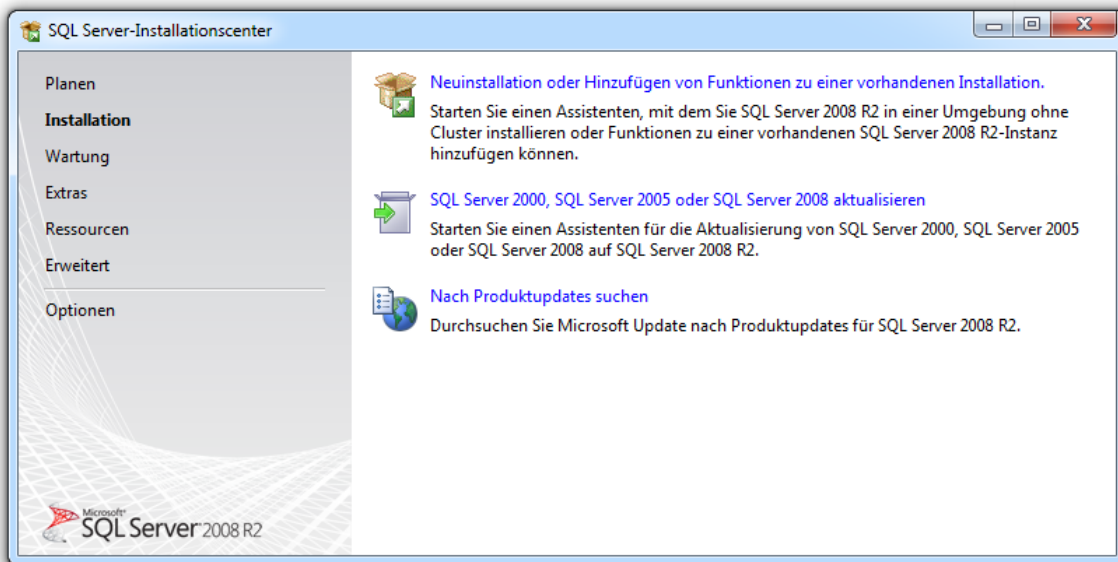 SQL Server-Installationscenter
Planen
Installation
Wartung
Extras
Ressourcen
Erweitert
Optionen
Microsoft®
SQL Server® 2008 R2
Neuinstallation oder Hinzufügen von Funktionen zu einer vorhandenen Installation.
Starten Sie einen Assistenten, mit dem Sie SQL Server 2008 R2 in einer Umgebung ohne
Cluster installieren oder Funktionen zu einer vorhandenen SQL Server 2008 R2-Instanz
hinzufügen können.
SQL Server 2000, SQL Server 2005 oder SQL Server 2008 aktualisieren
Starten Sie einen Assistenten für die Aktualisierung von SQL Server 2000, SQL Server 2005
oder SQL Server 2008 auf SQL Server 2008 R2.
Nach Produktupdates suchen
Durchsuchen Sie Microsoft Update nach Produktupdates für SQL Server 2008 R2.